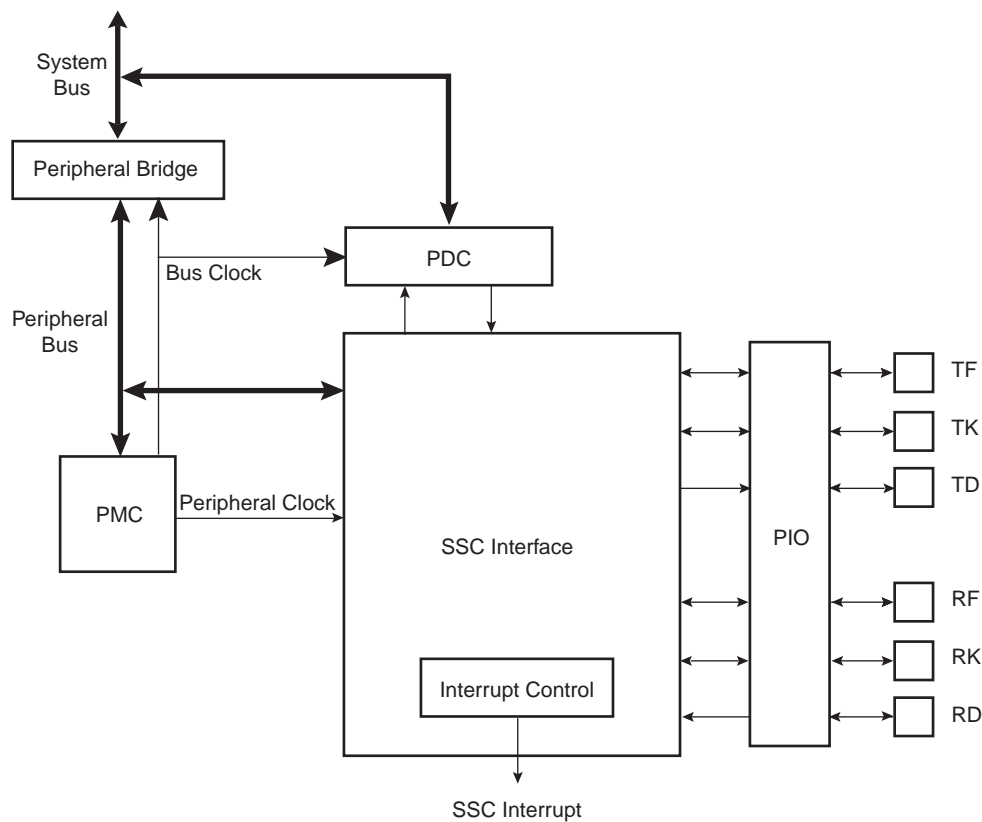 System
Bus
Peripheral Bridge
PDC
Bus Clock
Peripheral
Bus
TF
TK
TD
PMC
Peripheral Clock
SSC Interface
PIO
RF
RK
RD
Interrupt Control
SSC Interrupt